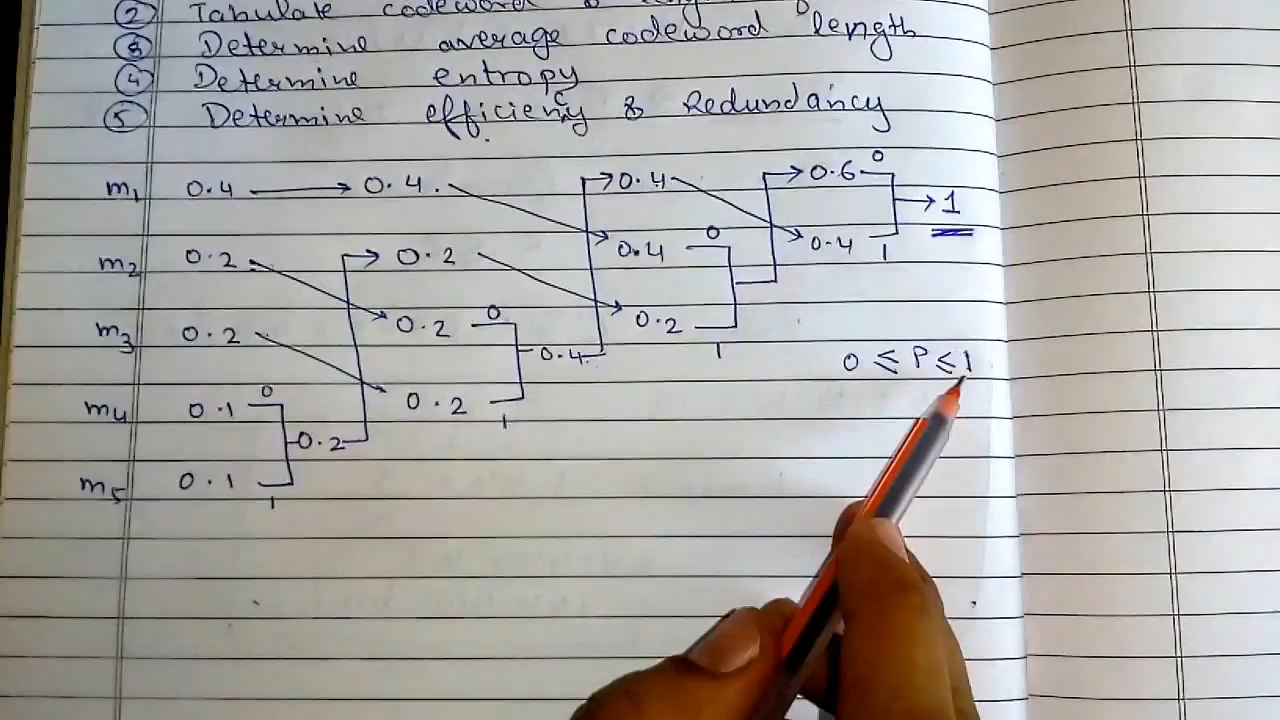 ② Tabulate codeword &
③ Determine average codeword length
④ Determine entropy
⑤ Determine efficiency & Redundancy
m1 0.4 0.4 0.4 0.6 0
1
m2 0.2 0.2 0.4 0 0.4 1
m3 0.2 0.2 0 0.4 0.2 1
0 ≤ P ≤ 1
m4 0.1 0 0.2 0.2 1
m5 0.1 1